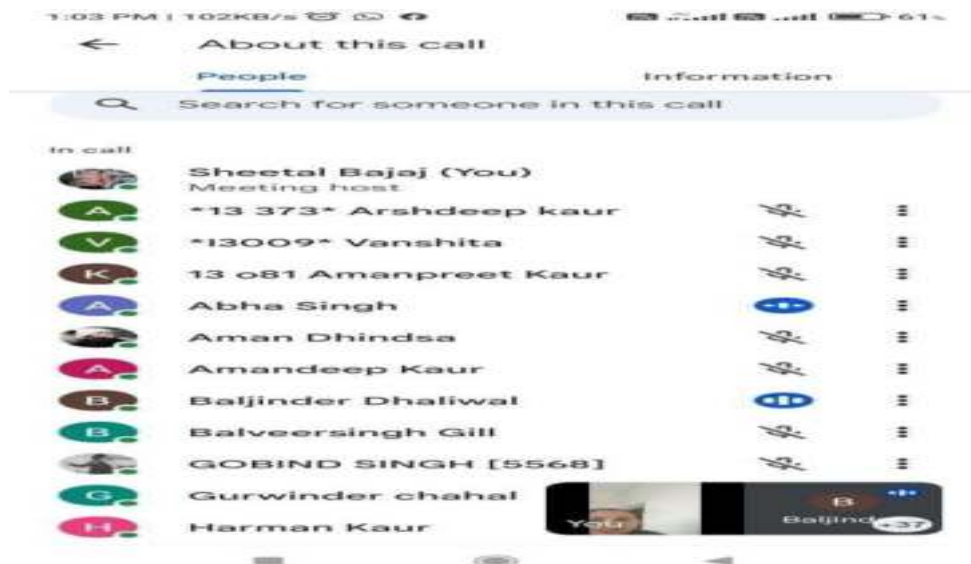 1:03 PM | 102KB/s 61%
About this call
People Information
Search for someone in this call
In call
Sheetal Bajaj (You)
Meeting host
A *13 373* Arshdeep kaur
V *13009* Vanshita
K 13 o81 Amanpreet Kaur
A Abha Singh
Aman Dhindsa
A Amandeep Kaur
B Baljinder Dhaliwal
B Balveersingh Gill
GOBIND SINGH [5568]
G Gurwinder chahal
H Harman Kaur
You
B
Baljind
+37